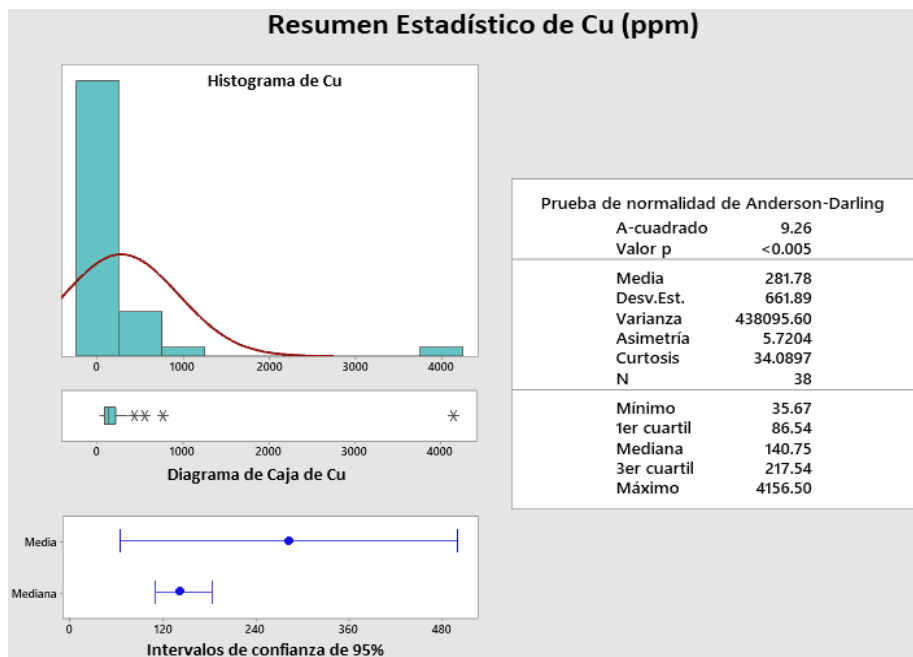 Resumen Estadístico de Cu (ppm)
Histograma de Cu
0 1000 2000 3000 4000
0 1000 2000 3000 4000
Diagrama de Caja de Cu
Media
Mediana
0 120 240 360 480
Intervalos de confianza de 95%
Prueba de normalidad de Anderson-Darling
A-cuadrado 9.26
Valor p <0.005
Media 281.78
Desv.Est. 661.89
Varianza 438095.60
Asimetría 5.7204
Curtosis 34.0897
N 38
Mínimo 35.67
1er cuartil 86.54
Mediana 140.75
3er cuartil 217.54
Máximo 4156.50